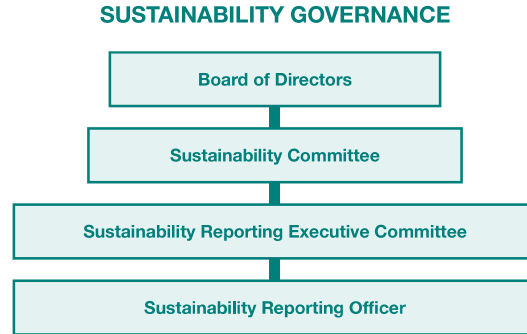 SUSTAINABILITY GOVERNANCE
Board of Directors
Sustainability Committee
Sustainability Reporting Executive Committee
Sustainability Reporting Officer